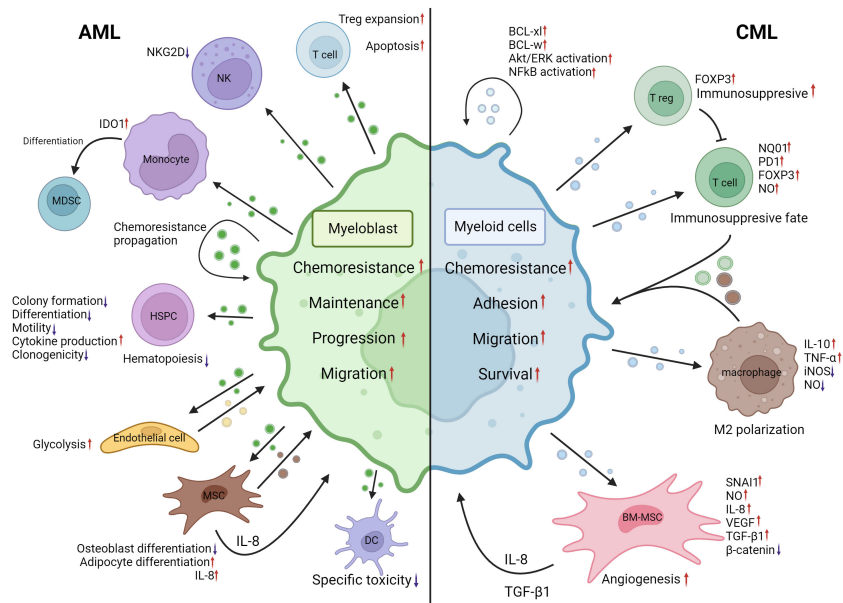 AML
CML
Treg expansion↑
Apoptosis↑
T cell
NKG2D↓
NK
IDO1↑
Differentiation
Monocyte
MDSC
Chemoresistance
propagation
Myeloblast
Chemoresistance↑
Maintenance↑
Progression↑
Migration↑
Colony formation↓
Differentiation↓
Motility↓
Cytokine production↑
Clonogenicity↓
HSPC
Hematopoiesis↓
Glycolysis↑
Endothelial cell
MSC
IL-8
Osteoblast differentiation↓
Adipocyte differentiation↑
IL-8↑
DC
Specific toxicity↓
BCL-xl↑
BCL-w↑
Akt/ERK activation↑
NFkB activation↑
Myeloid cells
Chemoresistance↑
Adhesion↑
Migration↑
Survival↑
T reg
FOXP3↑
Immunosuppresive↑
T cell
NQ01↑
PD1↑
FOXP3↑
NO↑
Immunosuppresive fate
macrophage
IL-10↑
TNF-α↑
iNOS↓
NO↓
M2 polarization
BM-MSC
SNAI1↑
NO↑
IL-8↑
VEGF↑
TGF-β1↑
β-catenin↓
Angiogenesis↑
IL-8
TGF-β1